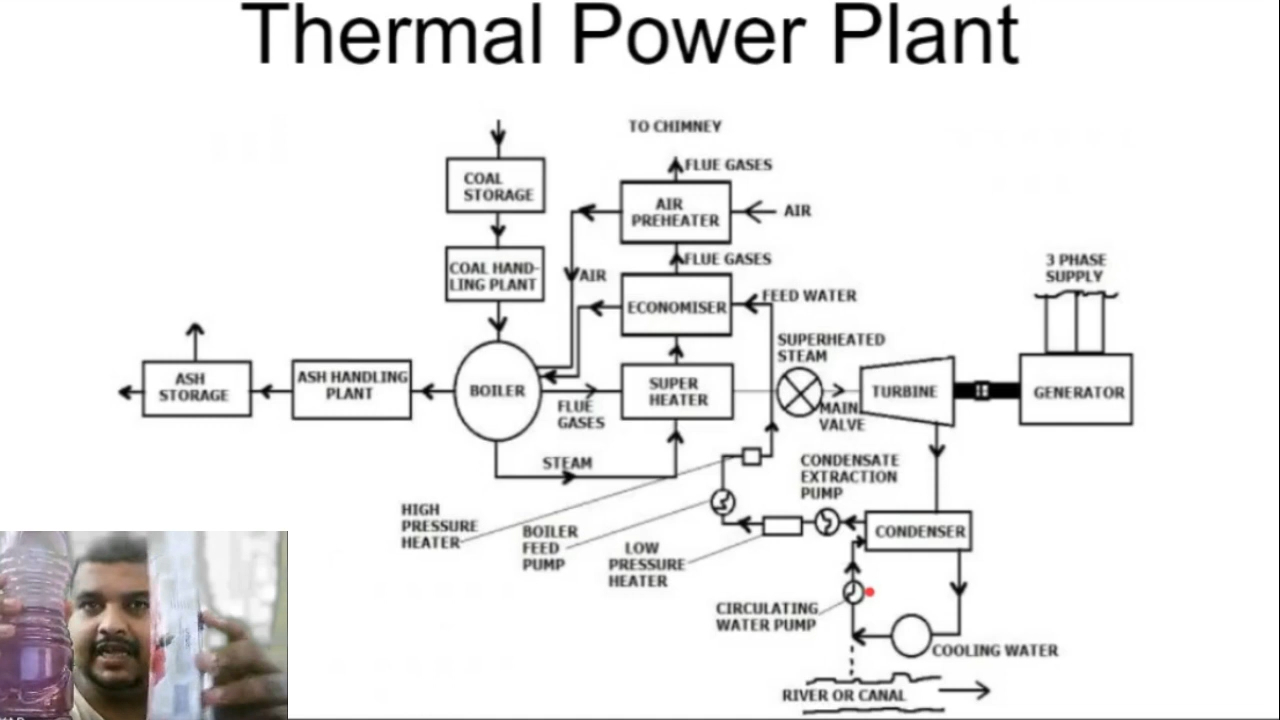 Thermal Power Plant
TO CHIMNEY
FLUE GASES
COAL
STORAGE
AIR
PREHEATER
AIR
COAL HAND-
LING PLANT
AIR
FLUE GASES
ECONOMISER
FEED WATER
3 PHASE
SUPPLY
SUPERHEATED
STEAM
ASH
STORAGE
ASH HANDLING
PLANT
BOILER
FLUE
GASES
SUPER
HEATER
MAIN
VALVE
TURBINE
GENERATOR
STEAM
HIGH
PRESSURE
HEATER
BOILER
FEED
PUMP
LOW
PRESSURE
HEATER
CONDENSATE
EXTRACTION
PUMP
CONDENSER
CIRCULATING
WATER PUMP
COOLING WATER
RIVER OR CANAL